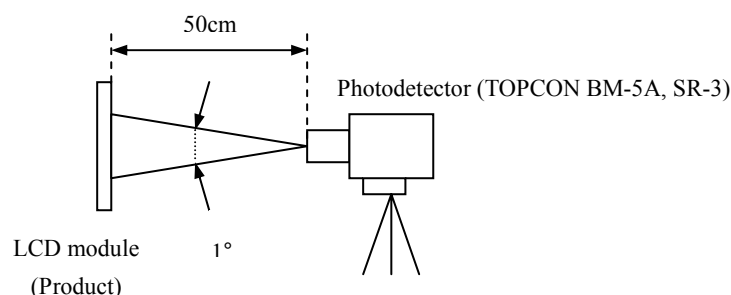 50cm
Photodetector (TOPCON BM-5A, SR-3)
LCD module
(Product)
1°